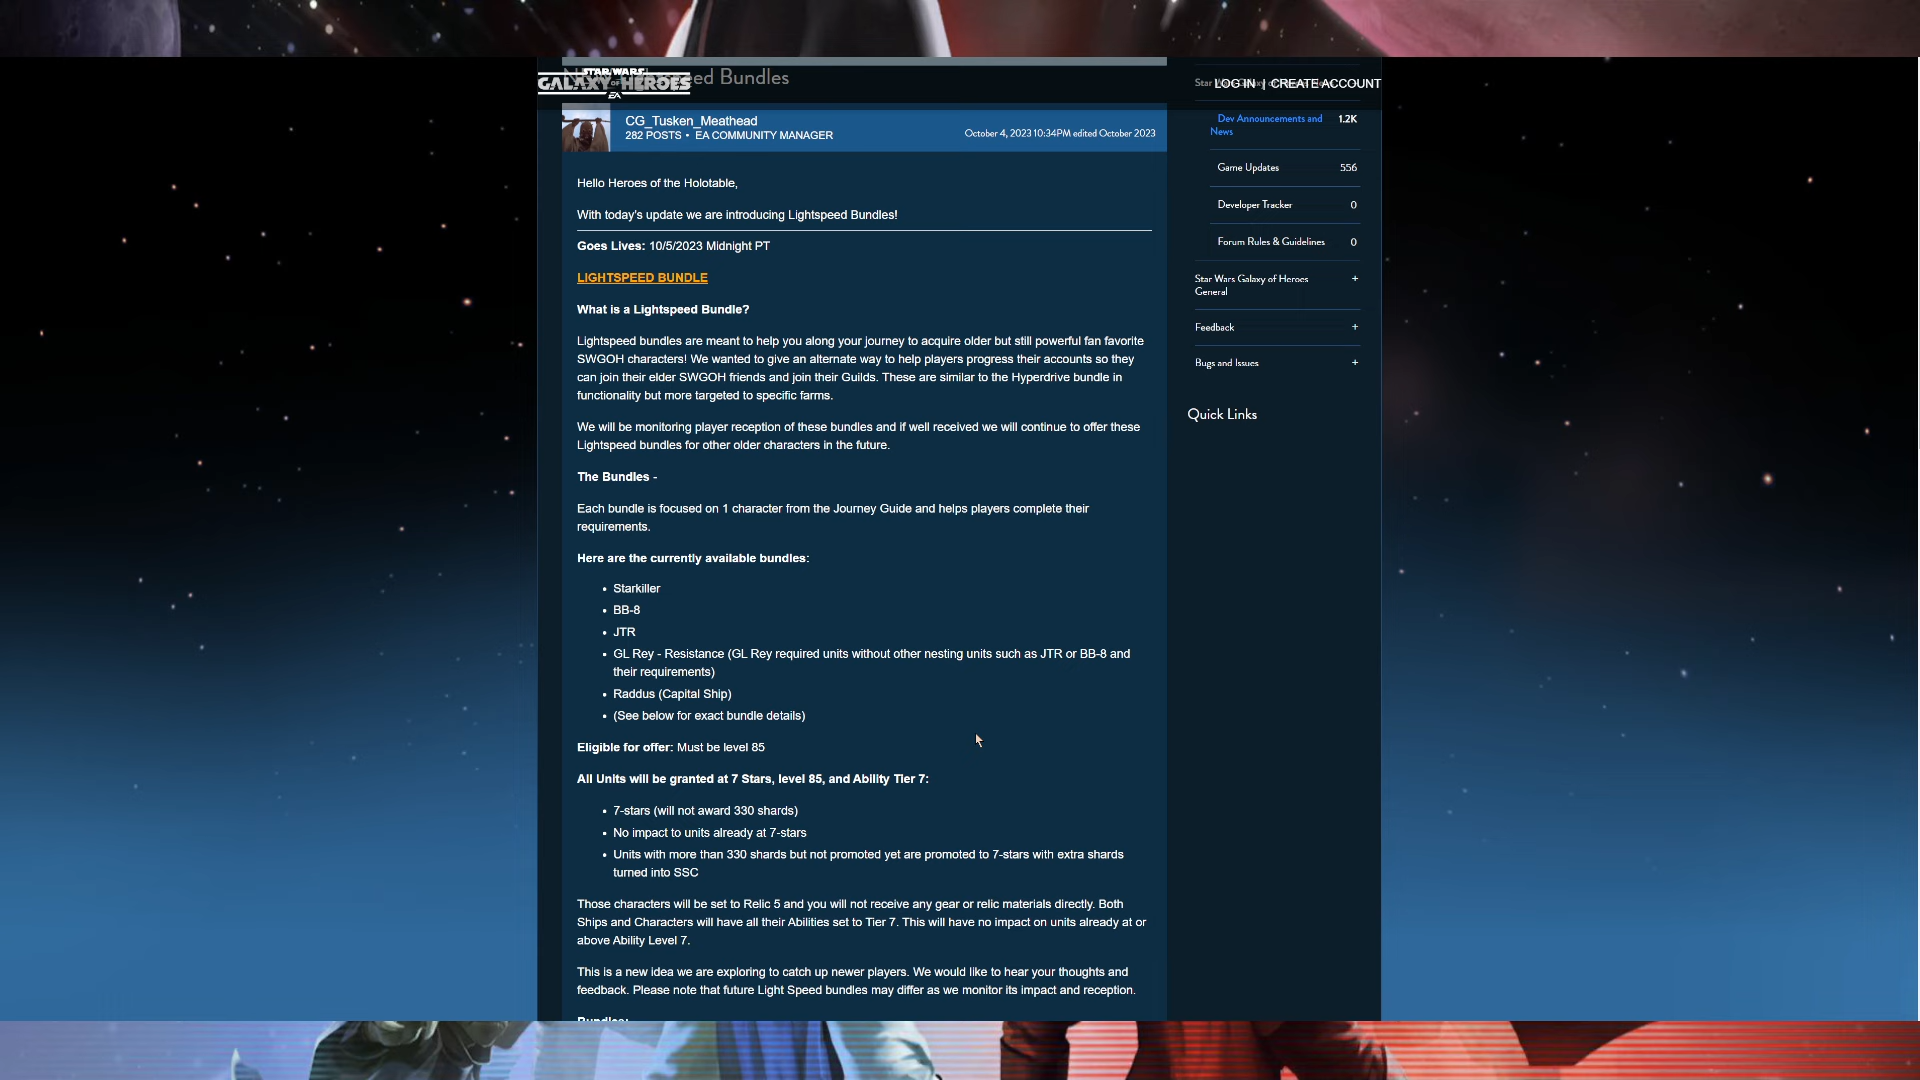 STAR WARS
GALAXY OF HEROES
EA
ed Bundles
LOG IN | CREATE ACCOUNT
CG_Tusken_Meathead
282 POSTS • EA COMMUNITY MANAGER
October 4, 2023 10:34PM edited October 2023
Hello Heroes of the Holotable,
With today's update we are introducing Lightspeed Bundles!
Goes Lives: 10/5/2023 Midnight PT
LIGHTSPEED BUNDLE
What is a Lightspeed Bundle?
Lightspeed bundles are meant to help you along your journey to acquire older but still powerful fan favorite
SWGOH characters! We wanted to give an alternate way to help players progress their accounts so they
can join their elder SWGOH friends and join their Guilds. These are similar to the Hyperdrive bundle in
functionality but more targeted to specific farms.
We will be monitoring player reception of these bundles and if well received we will continue to offer these
Lightspeed bundles for other older characters in the future.
The Bundles -
Each bundle is focused on 1 character from the Journey Guide and helps players complete their
requirements.
Here are the currently available bundles:
• Starkiller
• BB-8
• JTR
• GL Rey - Resistance (GL Rey required units without other nesting units such as JTR or BB-8 and
their requirements)
• Raddus (Capital Ship)
• (See below for exact bundle details)
Eligible for offer: Must be level 85
All Units will be granted at 7 Stars, level 85, and Ability Tier 7:
• 7-stars (will not award 330 shards)
• No impact to units already at 7-stars
• Units with more than 330 shards but not promoted yet are promoted to 7-stars with extra shards
turned into SSC
Those characters will be set to Relic 5 and you will not receive any gear or relic materials directly. Both
Ships and Characters will have all their Abilities set to Tier 7. This will have no impact on units already at or
above Ability Level 7.
This is a new idea we are exploring to catch up newer players. We would like to hear your thoughts and
feedback. Please note that future Light Speed bundles may differ as we monitor its impact and reception.
Bundles:
Dev Announcements and 1.2K
News
Game Updates 556
Developer Tracker 0
Forum Rules & Guidelines 0
Star Wars Galaxy of Heroes +
General
Feedback +
Bugs and Issues +
Quick Links